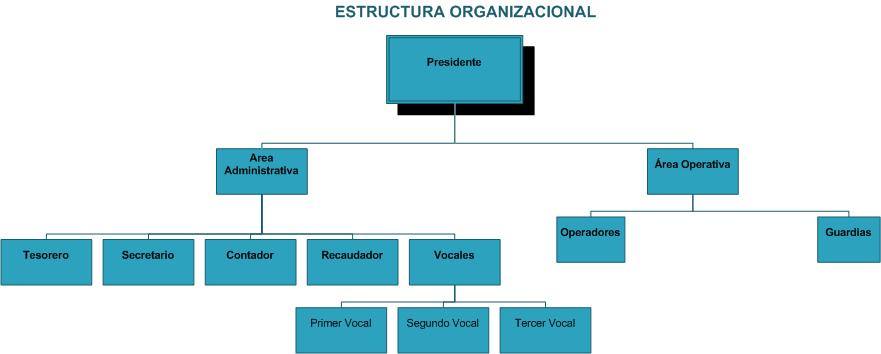 ESTRUCTURA ORGANIZACIONAL
Presidente
Area
Administrativa
Área Operativa
Operadores
Guardias
Tesorero
Secretario
Contador
Recaudador
Vocales
Primer Vocal
Segundo Vocal
Tercer Vocal